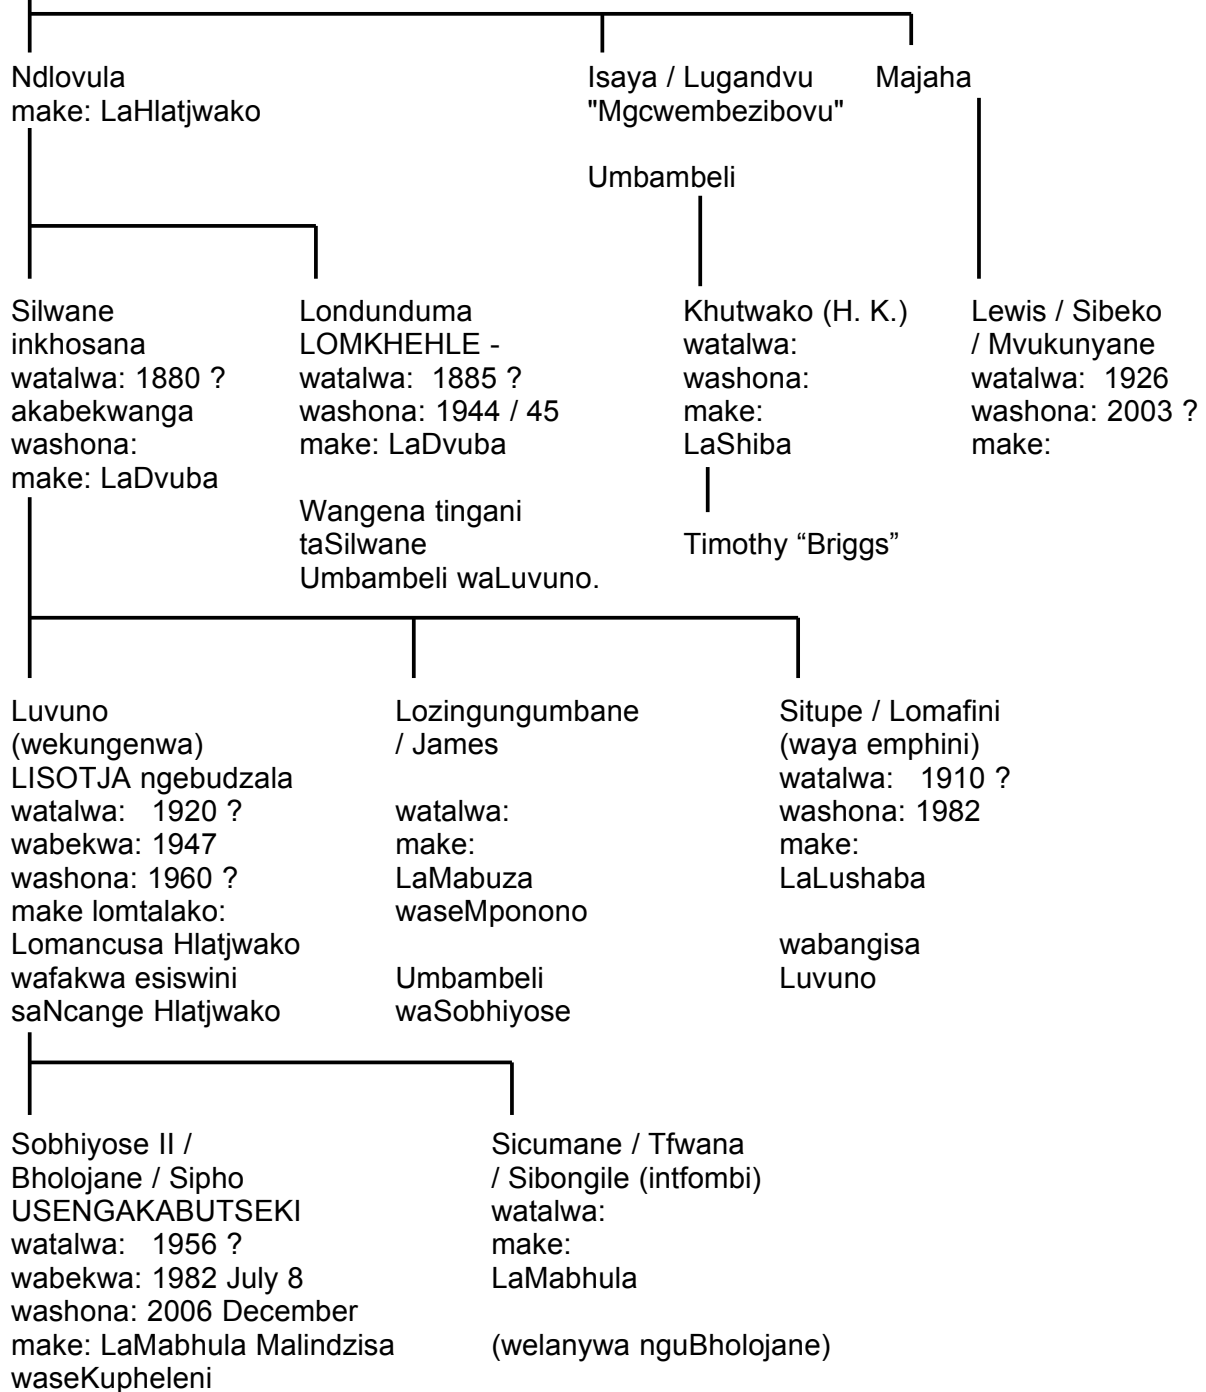 Ndlovula
make: LaHlatjwako
Isaya / Lugandvu
"Mgcwembezibovu"
Umbambeli
Majaha
Silwane
inkhosana
watalwa: 1880 ?
akabekwanga
washona:
make: LaDvuba
Londunduma
LOMKHEHLE -
watalwa:  1885 ?
washona: 1944 / 45
make: LaDvuba
Wangena tingani
taSilwane
Umbambeli waLuvuno.
Khutwako (H. K.)
watalwa:
washona:
make:
LaShiba
Timothy “Briggs”
Lewis / Sibeko
/ Mvukunyane
watalwa:  1926
washona: 2003 ?
make:
Luvuno
(wekungenwa)
LISOTJA ngebudzala
watalwa:   1920 ?
wabekwa: 1947
washona: 1960 ?
make lomtalako:
Lomancusa Hlatjwako
wafakwa esiswini
saNcange Hlatjwako
Lozingungumbane
/ James
watalwa:
make:
LaMabuza
waseMponono
Umbambeli
waSobhiyose
Situpe / Lomafini
(waya emphini)
watalwa:   1910 ?
washona: 1982
make:
LaLushaba
wabangisa
Luvuno
Sobhiyose II /
Bholojane / Sipho
USENGAKABUTSEKI
watalwa:   1956 ?
wabekwa: 1982 July 8
washona: 2006 December
make: LaMabhula Malindzisa
waseKupheleni
Sicumane / Tfwana
/ Sibongile (intfombi)
watalwa:
make:
LaMabhula
(welanywa nguBholojane)